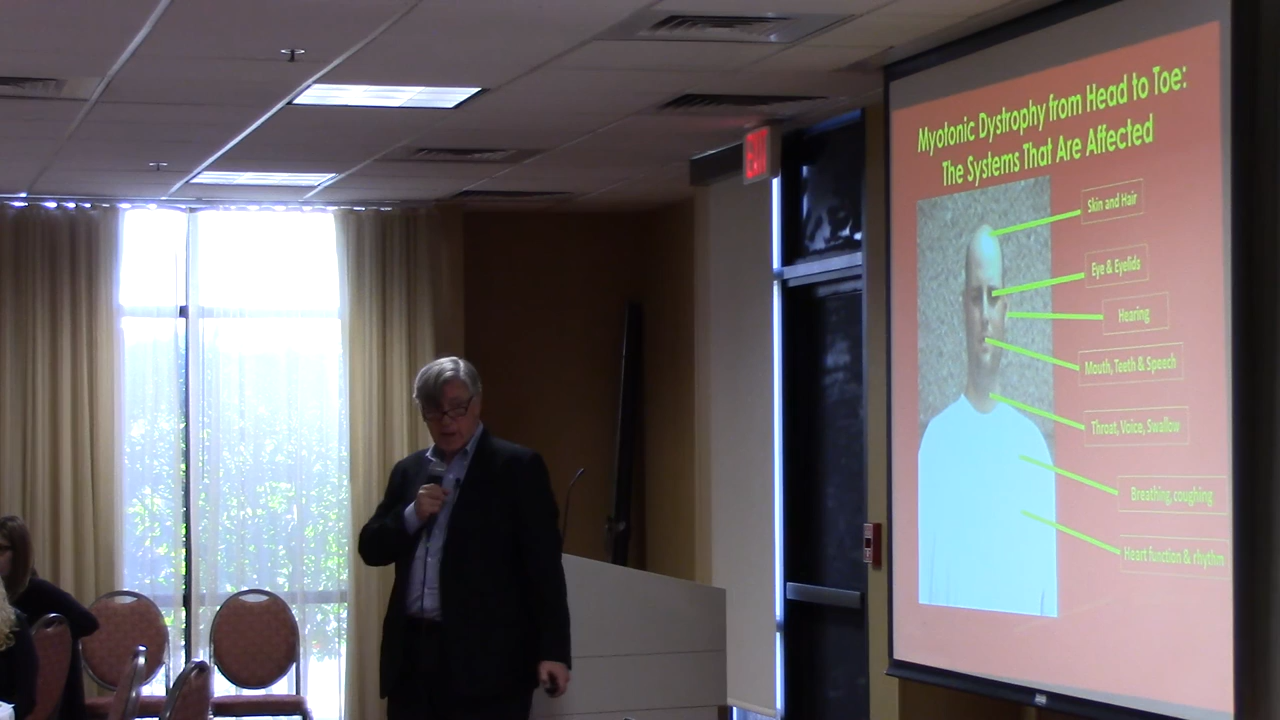 Myotonic Dystrophy from Head to Toe:
The Systems That Are Affected
EXIT
Skin and Hair
Eye & Eyelids
Hearing
Mouth, Teeth & Speech
Throat, Voice, Swallow
Breathing, coughing
Heart function & rhythm